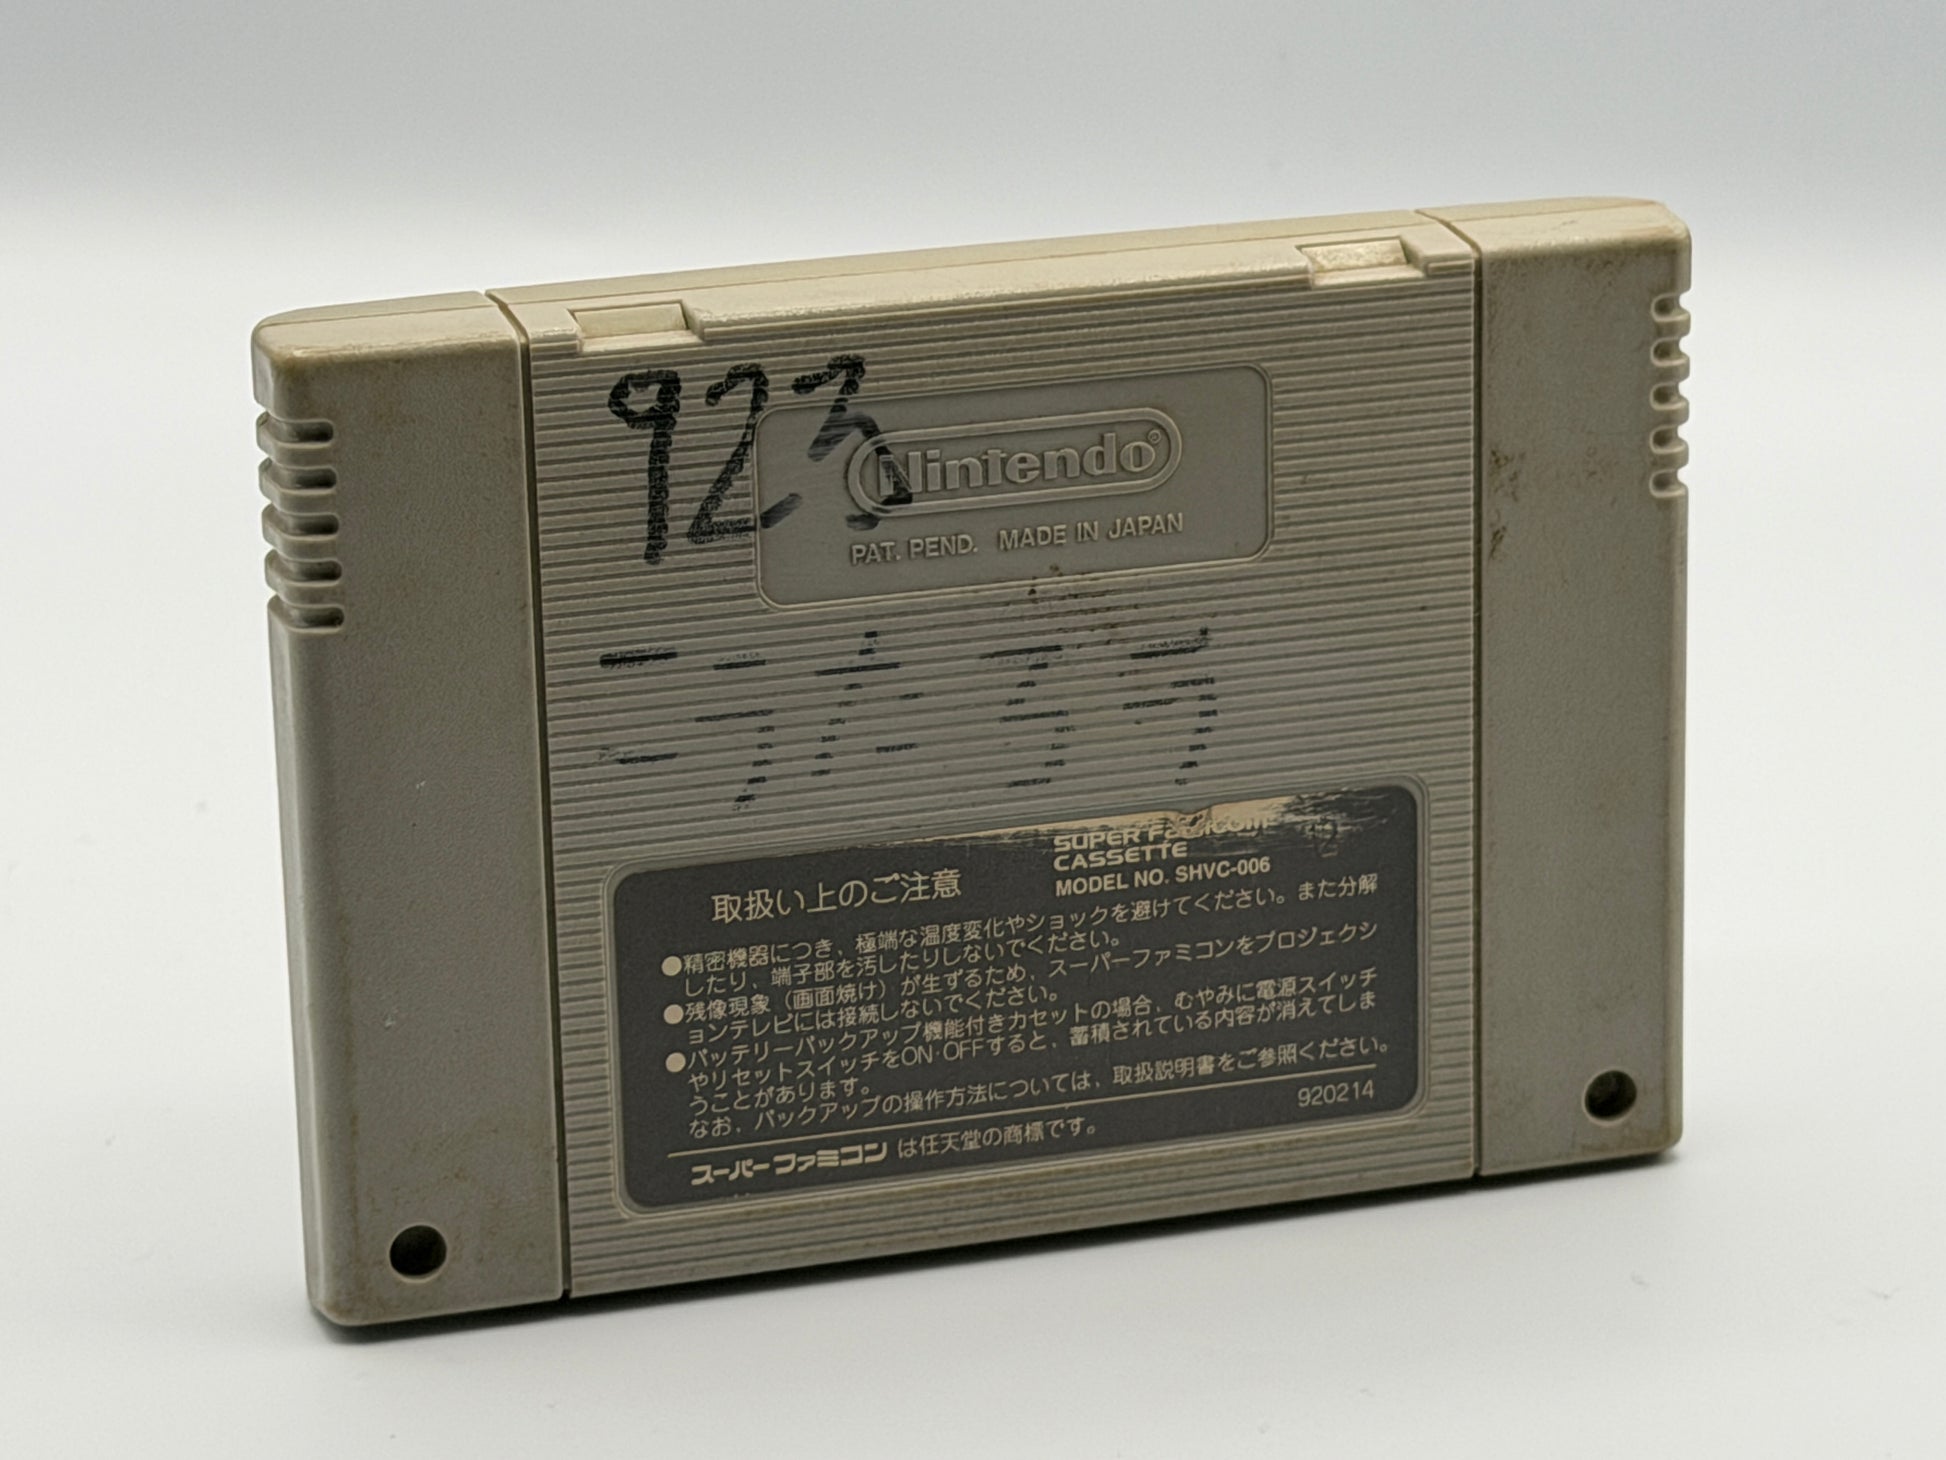 923
Nintendo®
PAT. PEND. MADE IN JAPAN
SUPER FAMICOM
CASSETTE
取扱い上のご注意
MODEL NO. SHVC-006
●精密機器につき、極端な温度変化やショックを避けてください。また分解
したり、端子部を汚したりしないでください。
●残像現象（画面焼け）が生ずるため、スーパーファミコンをプロジェクシ
ョンテレビには接続しないでください。
●バッテリーバックアップ機能付きカセットの場合、むやみに電源スイッチ
やリセットスイッチをON·OFFすると、蓄積されている内容が消えてしま
うことがあります。
なお、バックアップの操作方法については、取扱説明書をご参照ください。
920214
スーパーファミコン は任天堂の商標です。